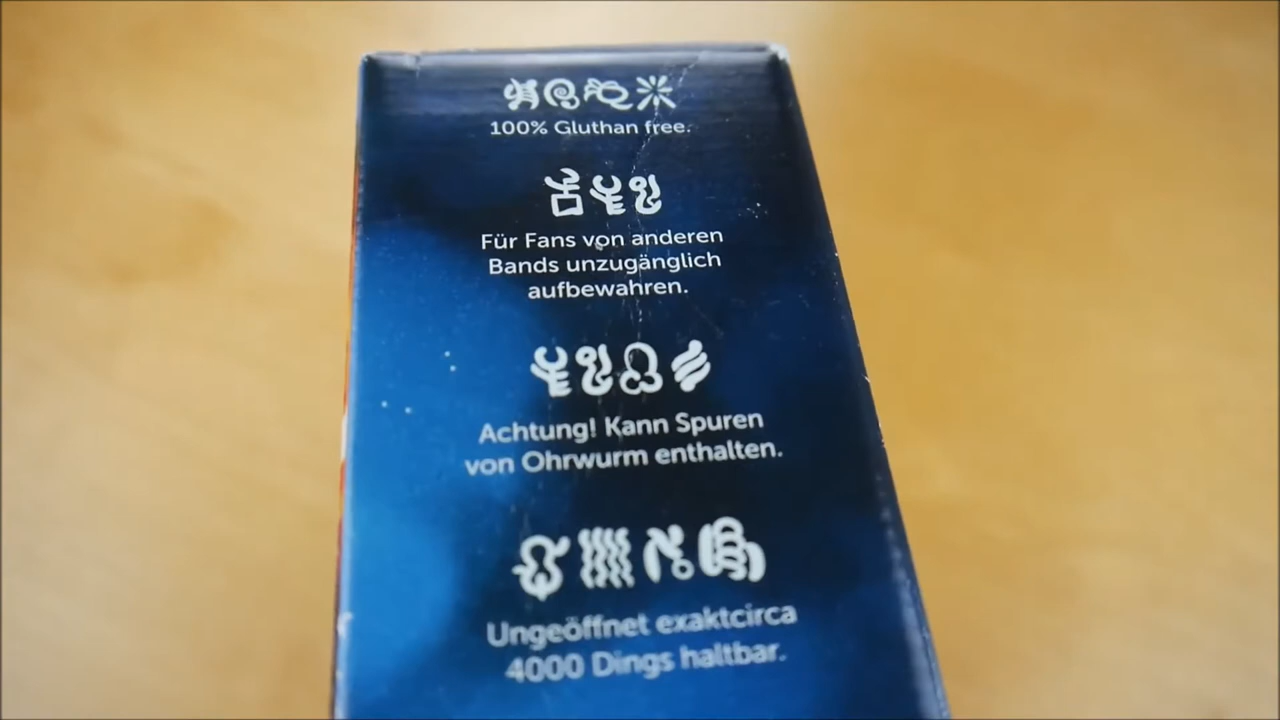 100% Gluthan free.
Für Fans von anderen
Bands unzugänglich
aufbewahren.
Achtung! Kann Spuren
von Ohrwurm enthalten.
Ungeöffnet exaktcirca
4000 Dings haltbar.